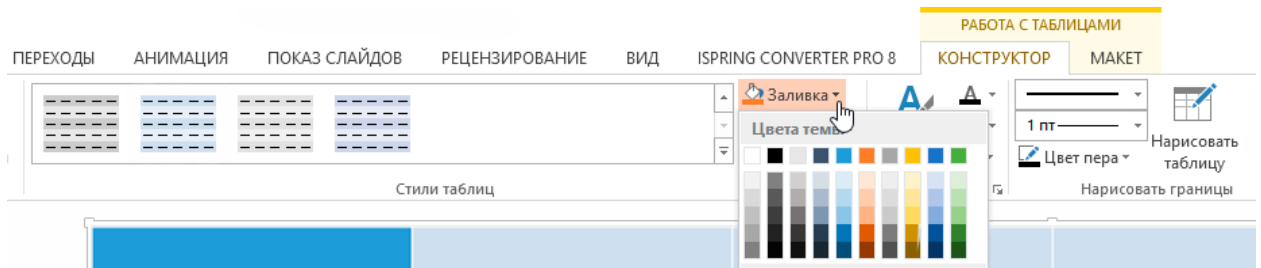 РАБОТА С ТАБЛИЦАМИ
ПЕРЕХОДЫ АНИМАЦИЯ ПОКАЗ СЛАЙДОВ РЕЦЕНЗИРОВАНИЕ ВИД ISPRING CONVERTER PRO 8 КОНСТРУКТОР МАКЕТ
Заливка
Цвета темы
A A
1 пт
Цвет пера
Нарисовать
таблицу
Стили таблиц
Нарисовать границы